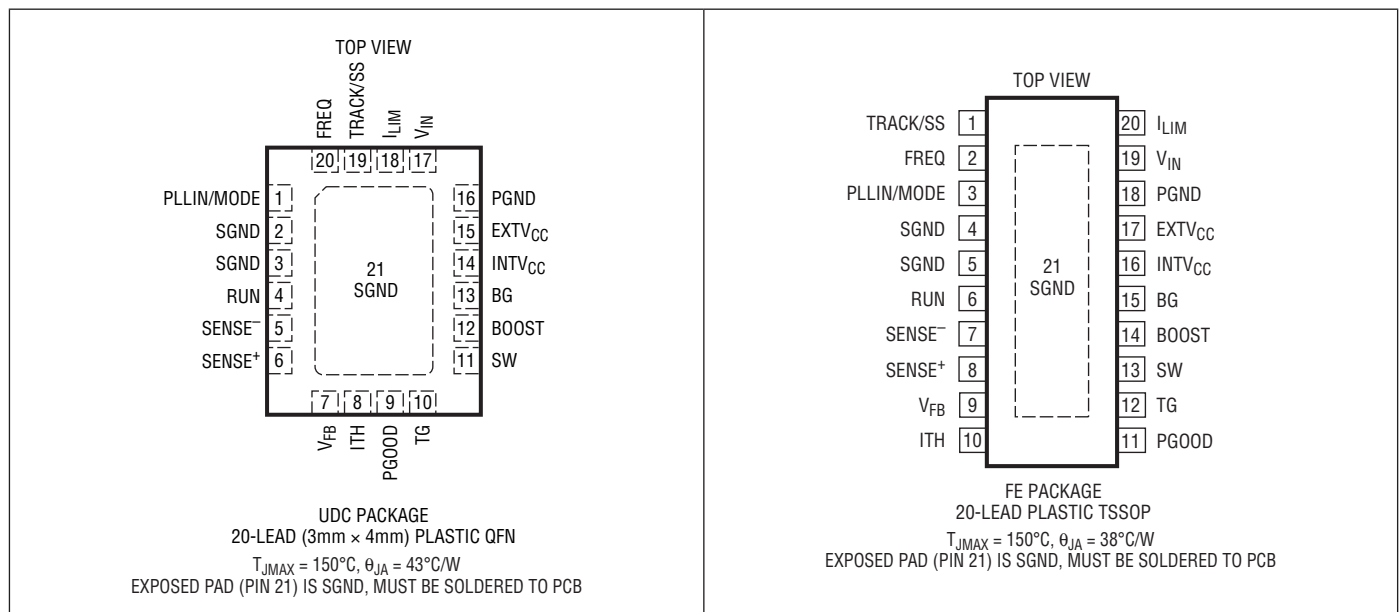 TOP VIEW
FREQ
TRACK/SS
ILIM
VIN
20 19 18 17
PLLIN/MODE 1
SGND 2
SGND 3
RUN 4
SENSE– 5
SENSE+ 6
16 PGND
15 EXTVCC
14 INTVCC
13 BG
12 BOOST
11 SW
21
SGND
7 8 9 10
VFB
ITH
PGOOD
TG
UDC PACKAGE
20-LEAD (3mm × 4mm) PLASTIC QFN
TJMAX = 150°C, θJA = 43°C/W
EXPOSED PAD (PIN 21) IS SGND, MUST BE SOLDERED TO PCB
TOP VIEW
TRACK/SS 1
FREQ 2
PLLIN/MODE 3
SGND 4
SGND 5
RUN 6
SENSE– 7
SENSE+ 8
VFB 9
ITH 10
21
SGND
20 ILIM
19 VIN
18 PGND
17 EXTVCC
16 INTVCC
15 BG
14 BOOST
13 SW
12 TG
11 PGOOD
FE PACKAGE
20-LEAD PLASTIC TSSOP
TJMAX = 150°C, θJA = 38°C/W
EXPOSED PAD (PIN 21) IS SGND, MUST BE SOLDERED TO PCB